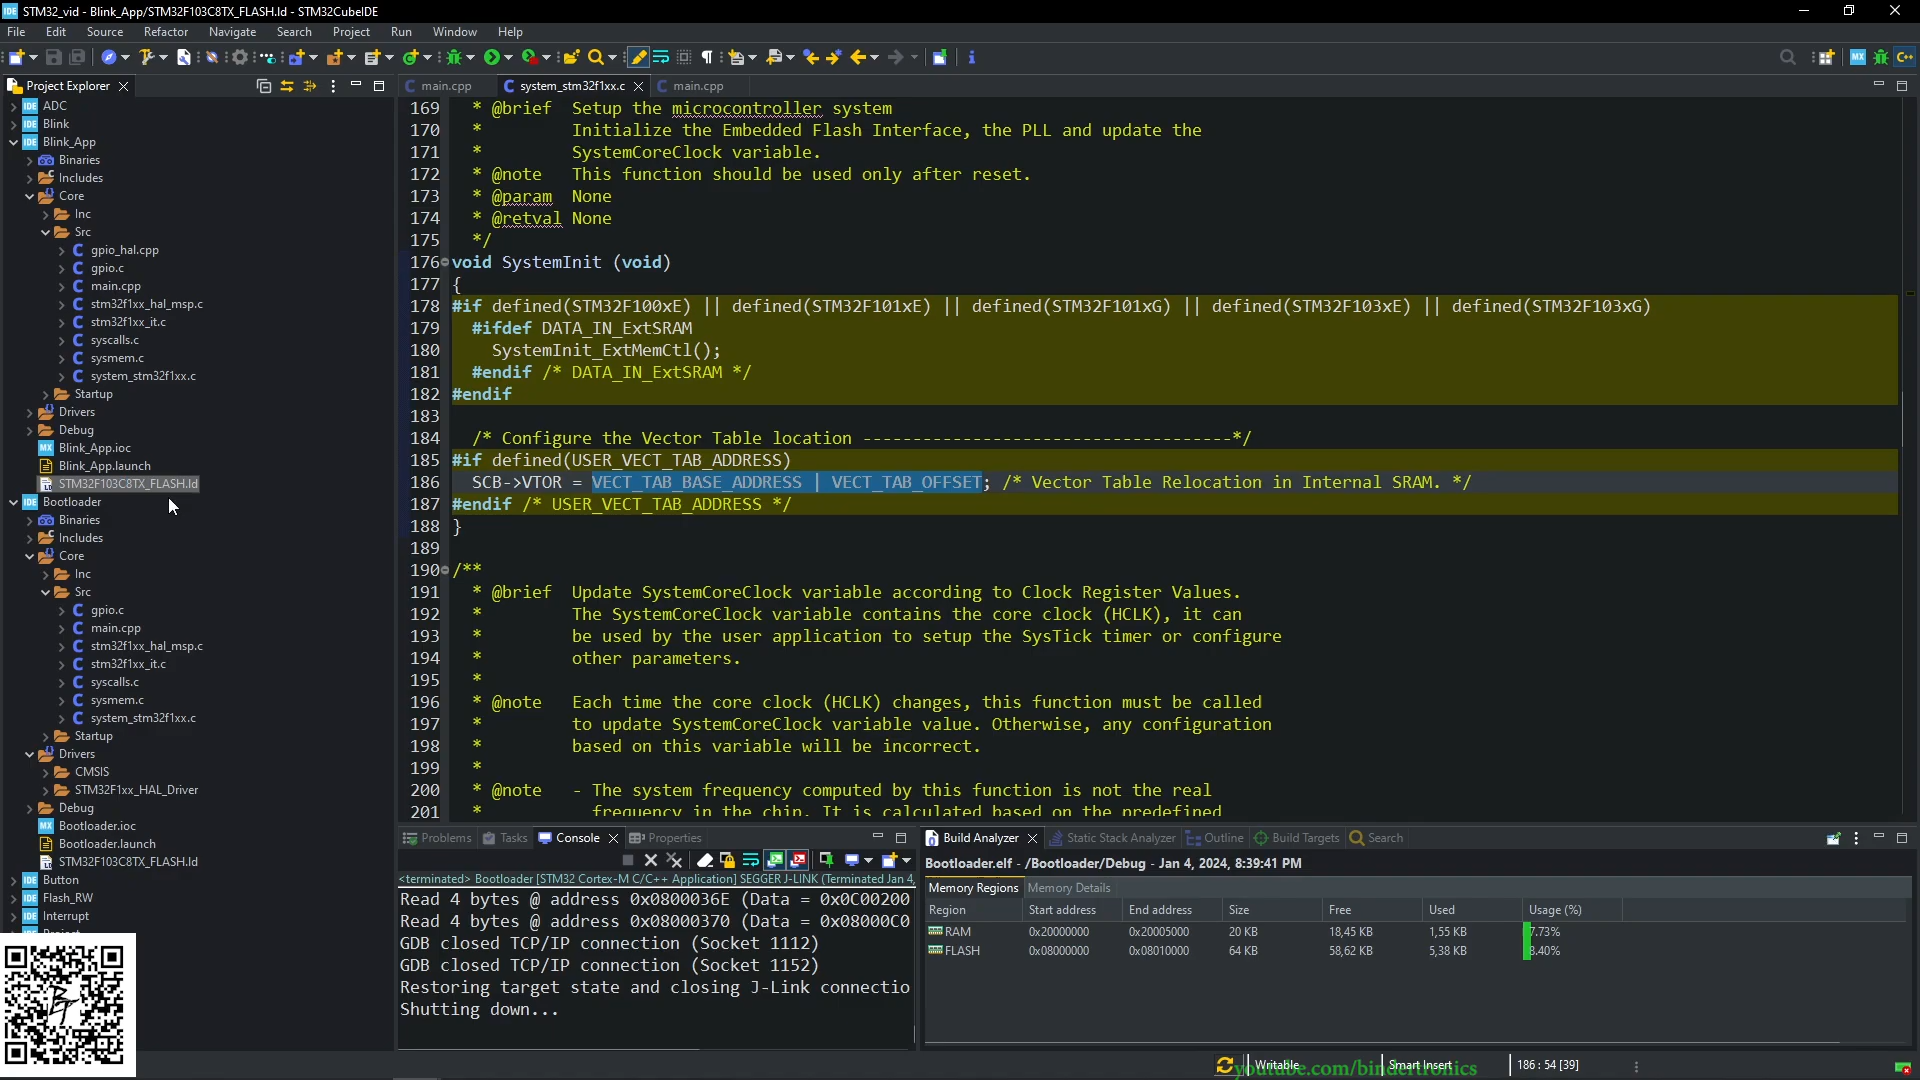 STM32_vid - Blink_App/STM32F103C8TX_FLASH.ld - STM32CubeIDE
File Edit Source Refactor Navigate Search Project Run Window Help
Project Explorer
ADC
Blink
Blink_App
Binaries
Includes
Core
Inc
Src
gpio_hal.cpp
gpio.c
main.cpp
stm32f1xx_hal_msp.c
stm32f1xx_it.c
syscalls.c
sysmem.c
system_stm32f1xx.c
Startup
Drivers
Debug
Blink_App.ioc
Blink_App.launch
STM32F103C8TX_FLASH.ld
Bootloader
Binaries
Includes
Core
Inc
Src
gpio.c
main.cpp
stm32f1xx_hal_msp.c
stm32f1xx_it.c
syscalls.c
sysmem.c
system_stm32f1xx.c
Startup
Drivers
CMSIS
STM32F1xx_HAL_Driver
Debug
Bootloader.ioc
Bootloader.launch
STM32F103C8TX_FLASH.ld
Button
Flash_RW
Interrupt
main.cpp system_stm32f1xx.c main.cpp
169 * @brief Setup the microcontroller system
170 * Initialize the Embedded Flash Interface, the PLL and update the
171 * SystemCoreClock variable.
172 * @note This function should be used only after reset.
173 * @param None
174 * @retval None
175 */
176 void SystemInit (void)
177 {
178 #if defined(STM32F100xE) || defined(STM32F101xE) || defined(STM32F101xG) || defined(STM32F103xE) || defined(STM32F103xG)
179 #ifdef DATA_IN_ExtSRAM
180 SystemInit_ExtMemCtl();
181 #endif /* DATA_IN_ExtSRAM */
182 #endif
183
184 /* Configure the Vector Table location -------------------------------------*/
185 #if defined(USER_VECT_TAB_ADDRESS)
186 SCB->VTOR = VECT_TAB_BASE_ADDRESS | VECT_TAB_OFFSET; /* Vector Table Relocation in Internal SRAM. */
187 #endif /* USER_VECT_TAB_ADDRESS */
188 }
189
190 /**
191 * @brief Update SystemCoreClock variable according to Clock Register Values.
192 * The SystemCoreClock variable contains the core clock (HCLK), it can
193 * be used by the user application to setup the SysTick timer or configure
194 * other parameters.
195 *
196 * @note Each time the core clock (HCLK) changes, this function must be called
197 * to update SystemCoreClock variable value. Otherwise, any configuration
198 * based on this variable will be incorrect.
199 *
200 * @note - The system frequency computed by this function is not the real
201 * frequency in the chip. It is calculated based on the predefined
Problems Tasks Console Properties
<terminated> Bootloader [STM32 Cortex-M C/C++ Application] SEGGER J-LINK (Terminated Jan 4,
Read 4 bytes @ address 0x0800036E (Data = 0x0C00200
Read 4 bytes @ address 0x08000370 (Data = 0x08000C0
GDB closed TCP/IP connection (Socket 1112)
GDB closed TCP/IP connection (Socket 1152)
Restoring target state and closing J-Link connectio
Shutting down...
Build Analyzer Static Stack Analyzer Outline Build Targets Search
Bootloader.elf - /Bootloader/Debug - Jan 4, 2024, 8:39:41 PM
Memory Regions Memory Details
Region Start address End address Size Free Used Usage (%)
RAM 0x20000000 0x20005000 20 KB 18,45 KB 1,55 KB 7.73%
FLASH 0x08000000 0x08010000 64 KB 58,62 KB 5,38 KB 8.40%
Writable Smart Insert 186 : 54 [39]
youtube.com/bindertronics